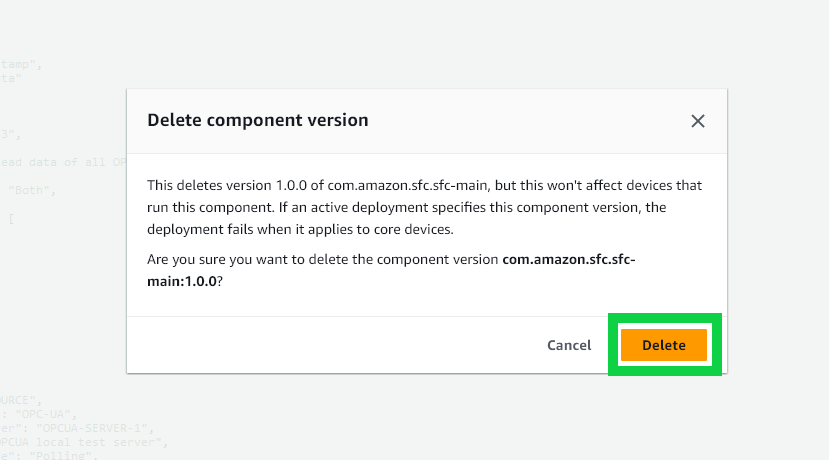 tamp",
ta"
Delete component version
3",
ead data of all OP
This deletes version 1.0.0 of com.amazon.sfc.sfc-main, but this won't affect devices that
"Both",
run this component. If an active deployment specifies this component version, the
[
deployment fails when it applies to core devices.
Are you sure you want to delete the component version com.amazon.sfc.sfc-
main:1.0.0?
Cancel
Delete
OURCE",
: "OPC-UA",
er": "OPCUA-SERVER-1",
OPCUA local test server",
e": "Polling",